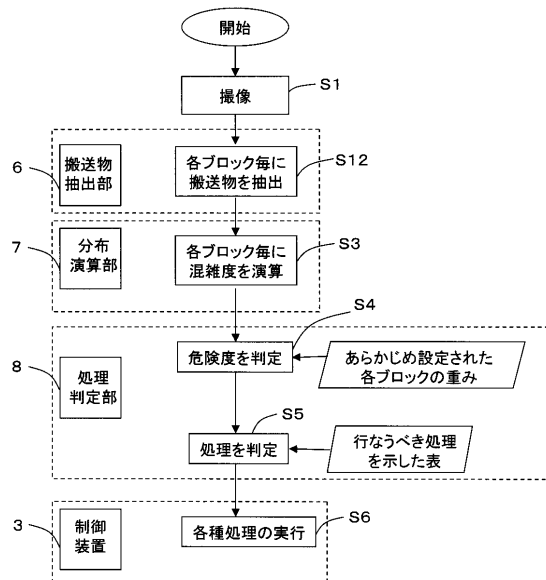 開始
撮像
S1
6
搬送物
抽出部
各ブロック毎に
搬送物を抽出
S12
7
分布
演算部
各ブロック毎に
混雑度を演算
S3
S4
8
処理
判定部
危険度を判定
あらかじめ設定された
各ブロックの重み
S5
処理を判定
行なうべき処理
を示した表
3
制御
装置
各種処理の実行
S6